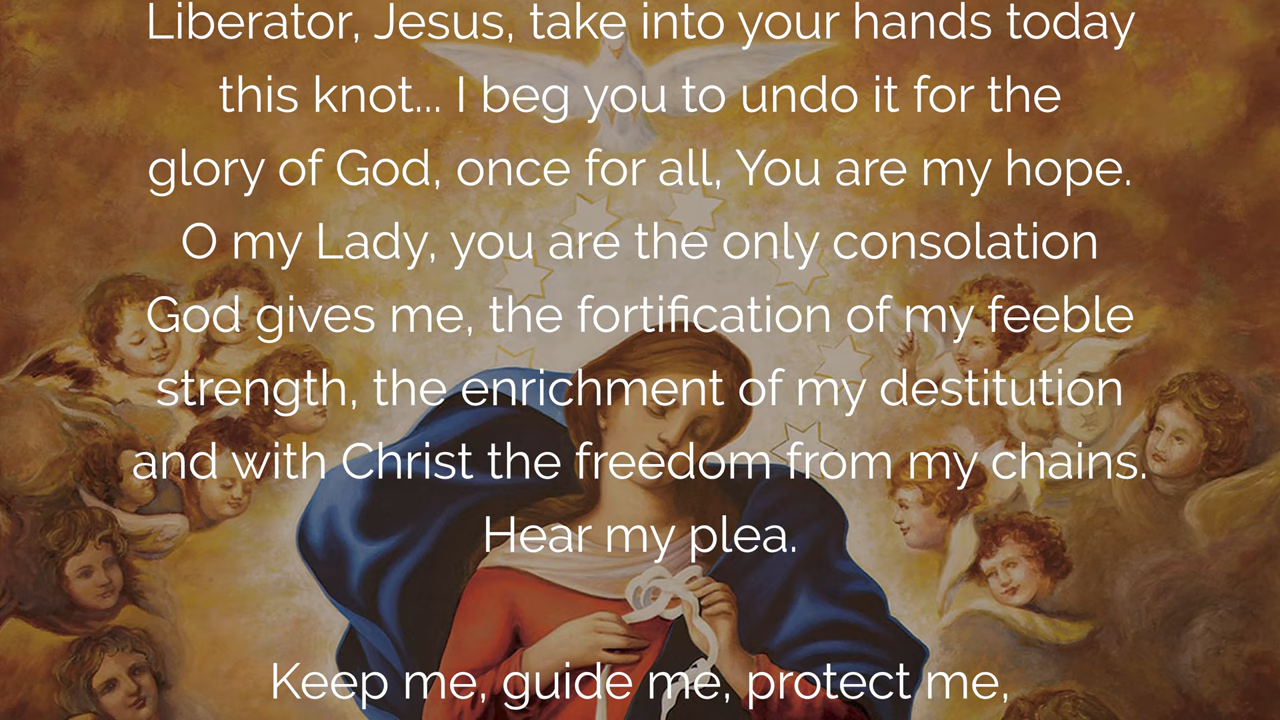 Liberator, Jesus, take into your hands today
this knot... I beg you to undo it for the
glory of God, once for all, You are my hope.
O my Lady, you are the only consolation
God gives me, the fortification of my feeble
strength, the enrichment of my destitution
and with Christ the freedom from my chains.
Hear my plea.
Keep me, guide me, protect me,